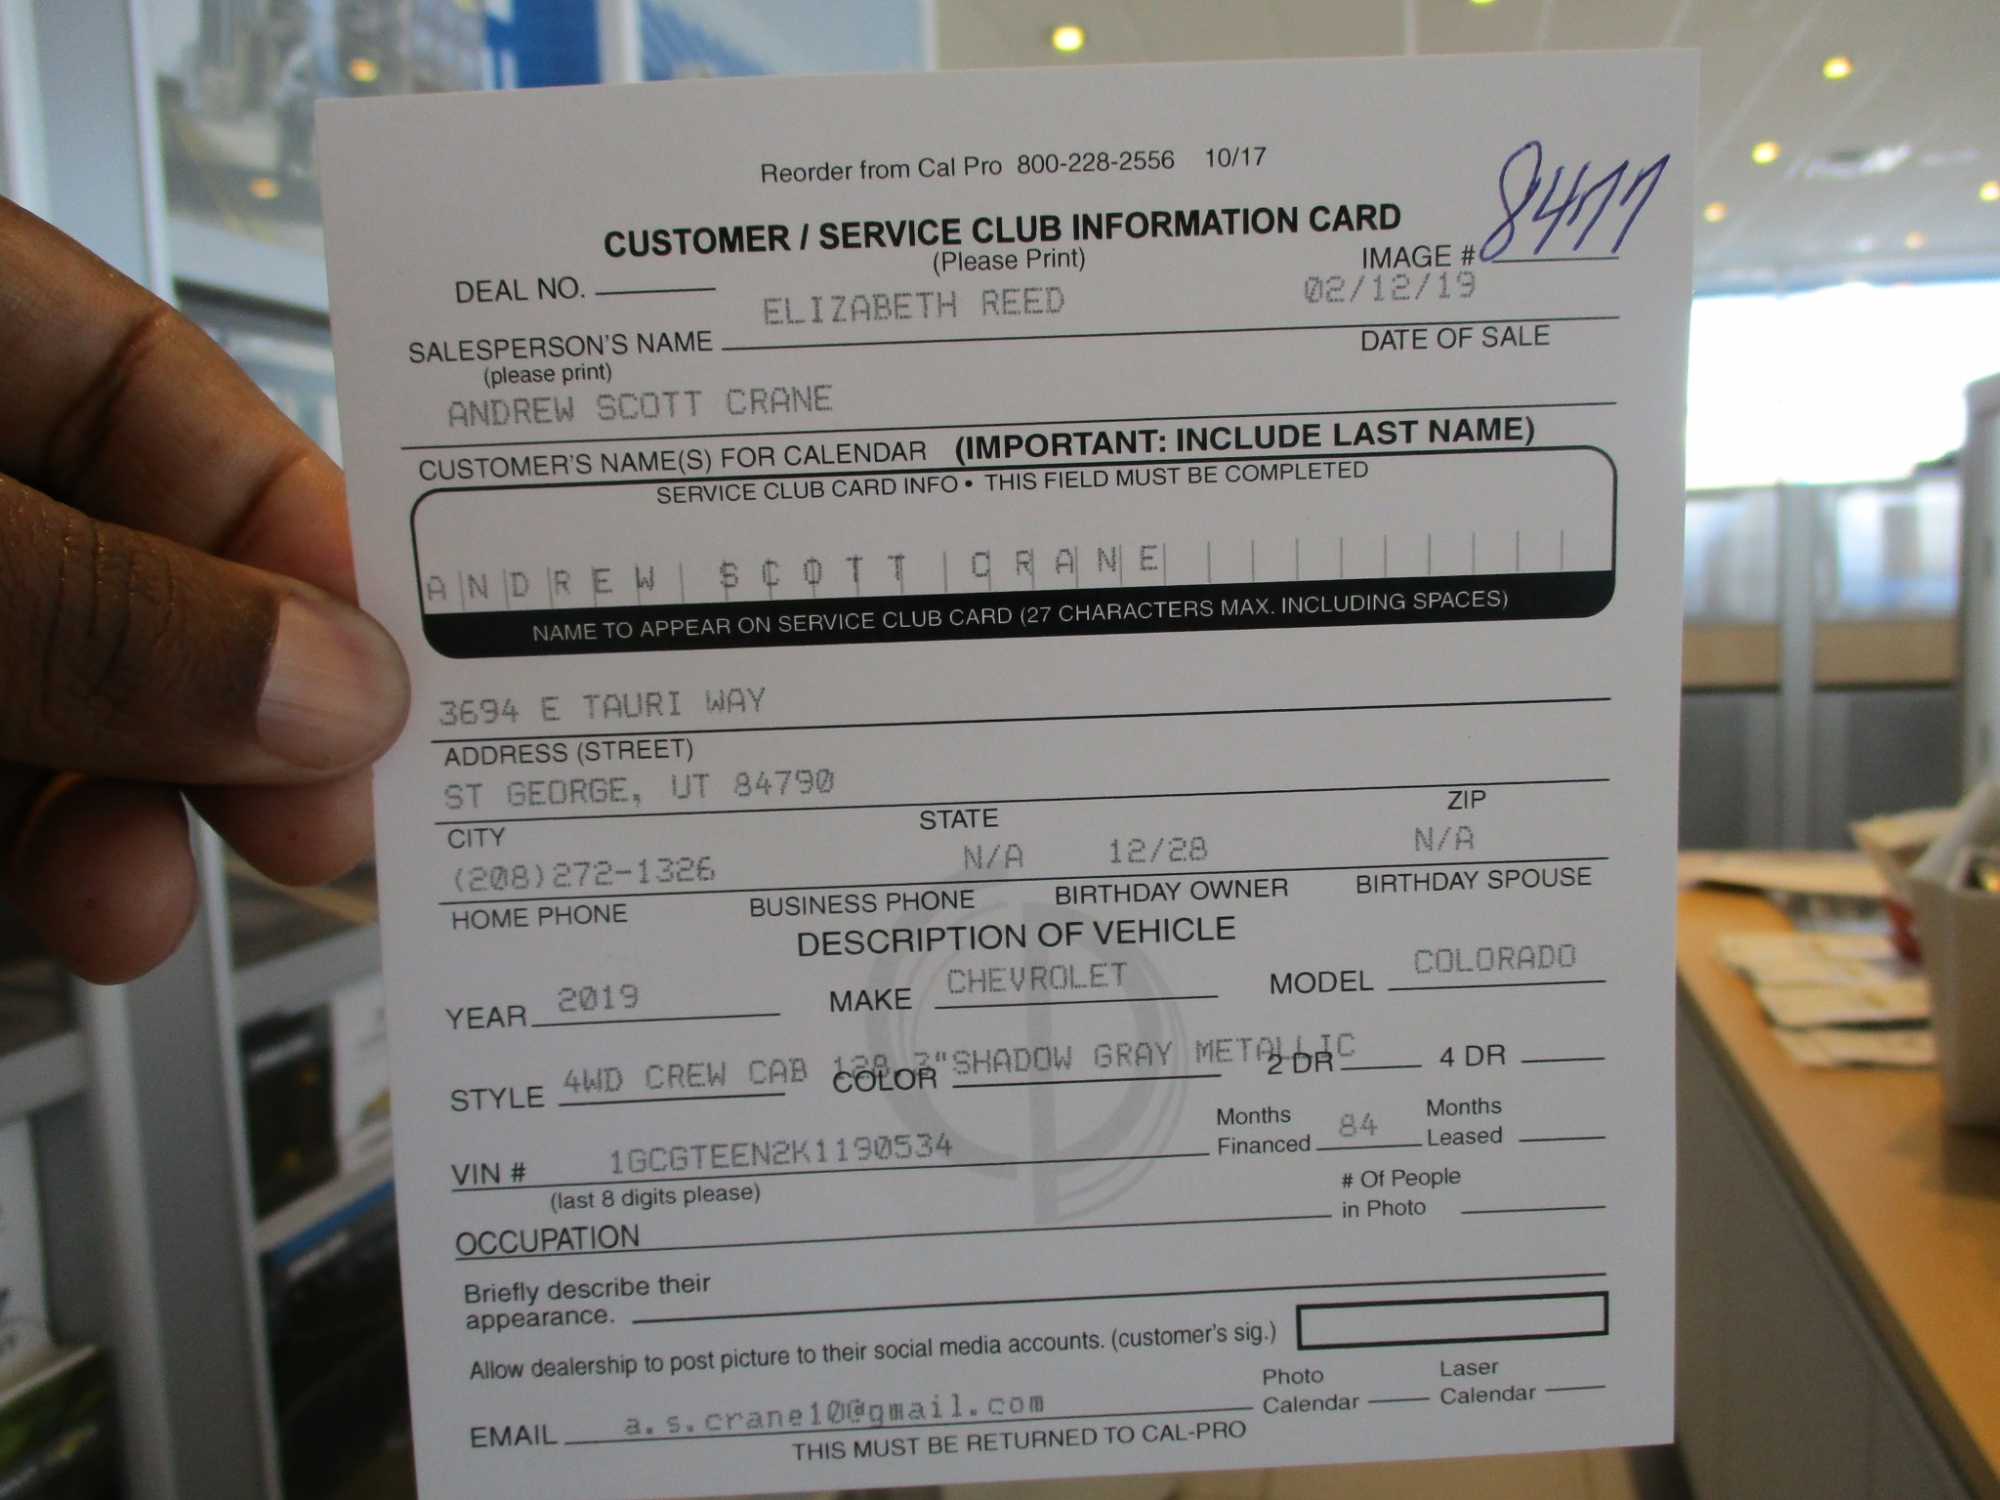 Reorder from Cal Pro 800-228-2556 10/17
8477
CUSTOMER / SERVICE CLUB INFORMATION CARD
(Please Print)
IMAGE #
DEAL NO.
ELIZABETH REED
02/12/19
SALESPERSON'S NAME
DATE OF SALE
(please print)
ANDREW SCOTT CRANE
CUSTOMER'S NAME(S) FOR CALENDAR (IMPORTANT: INCLUDE LAST NAME)
SERVICE CLUB CARD INFO • THIS FIELD MUST BE COMPLETED
ANDREW SCOTT CRANE
NAME TO APPEAR ON SERVICE CLUB CARD (27 CHARACTERS MAX. INCLUDING SPACES)
3694 E TAURI WAY
ADDRESS (STREET)
ST GEORGE, UT 84790
CITY STATE ZIP
(208)272-1326 N/A 12/28 N/A
HOME PHONE BUSINESS PHONE BIRTHDAY OWNER BIRTHDAY SPOUSE
DESCRIPTION OF VEHICLE
YEAR 2019 MAKE CHEVROLET MODEL COLORADO
STYLE 4WD CREW CAB 128.3" COLOR SHADOW GRAY METALLIC 2 DR 4 DR
VIN # 1GCGTEEN2K1190534
Months Financed 84 Months Leased
(last 8 digits please)
# Of People in Photo
OCCUPATION
Briefly describe their
appearance.
Allow dealership to post picture to their social media accounts. (customer's sig.)
EMAIL a.s.crane10@gmail.com
Photo Calendar Laser Calendar
THIS MUST BE RETURNED TO CAL-PRO